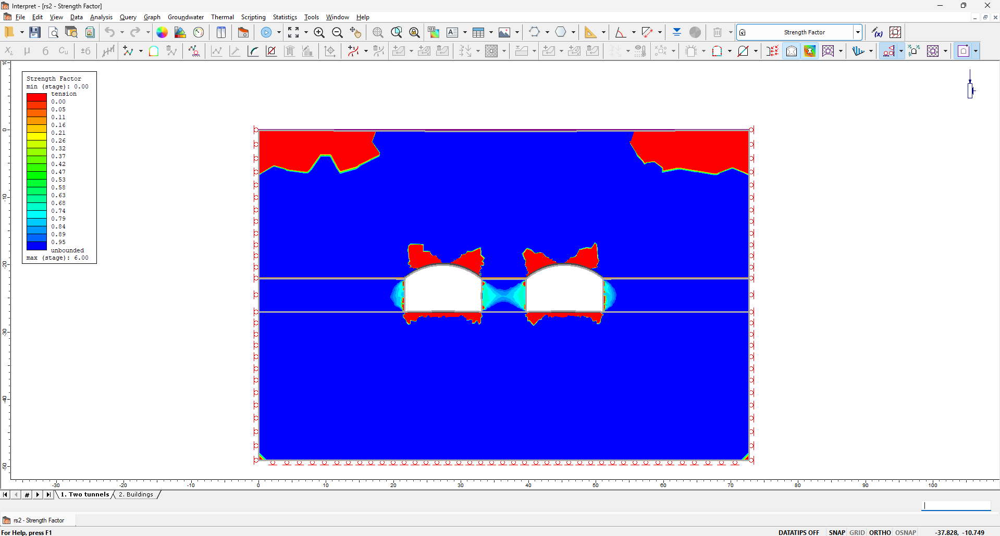 Interpret - [rs2 - Strength Factor]
File Edit View Data Analysis Query Graph Groundwater Thermal Scripting Statistics Tools Window Help
Strength Factor
Strength Factor
min (stage): 0.00
tension
0.00
0.05
0.11
0.16
0.21
0.26
0.32
0.37
0.42
0.47
0.53
0.58
0.63
0.68
0.74
0.79
0.84
0.89
0.95
unbounded
max (stage): 6.00
10
0
-10
-20
-30
-40
-50
-30 -20 -10 0 10 20 30 40 50 60 70 80 90 100
# 1. Two tunnels 2. Buildings
rs2 - Strength Factor
For Help, press F1 DATATIPS OFF SNAP GRID ORTHO OSNAP -37.828, -10.749